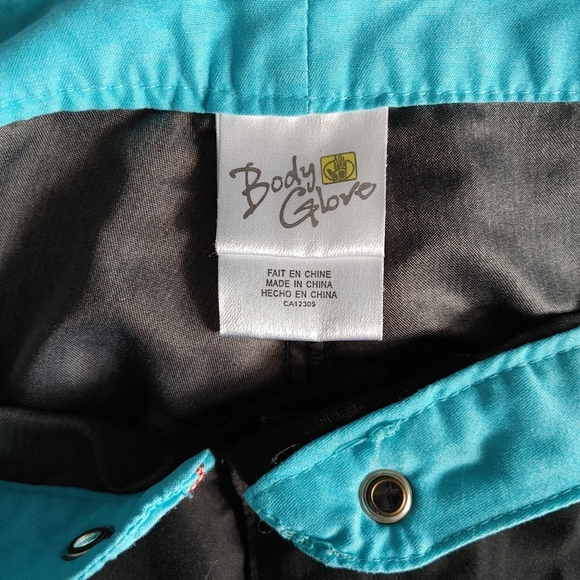 Body
Glove
FAIT EN CHINE
MADE IN CHINA
HECHO EN CHINA
CA12305